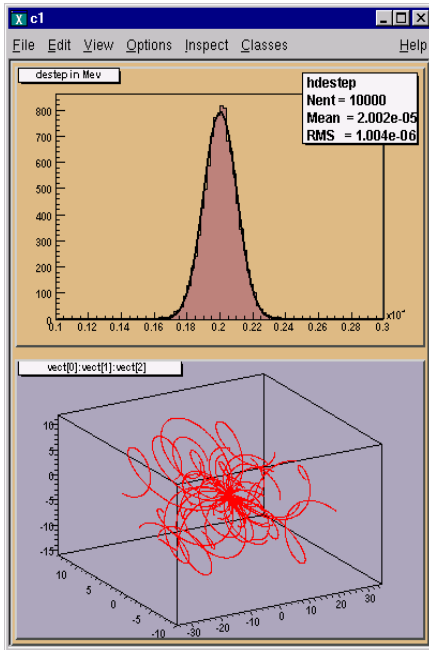 c1
File Edit View Options Inspect Classes Help
destep in Mev
hdestep
Nent = 10000
Mean = 2.002e-05
RMS = 1.004e-06
800
700
600
500
400
300
200
100
0
0.1 0.12 0.14 0.16 0.18 0.2 0.22 0.24 0.26 0.28 0.3
x10⁻⁴
vect[0]:vect[1]:vect[2]
10
5
0
-5
-10
-15
10
5
0
-5
-10
-30 -20 -10 0 10 20 30